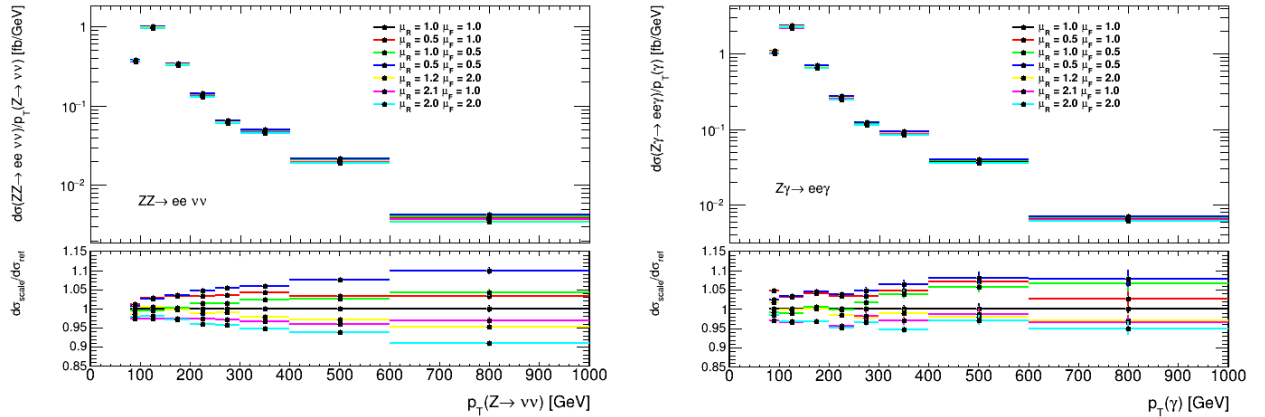 dσ(ZZ→ ee νν)/p_T(Z→ νν) [fb/GeV]
1
10⁻¹
10⁻²
μ_R = 1.0 μ_F = 1.0
μ_R = 0.5 μ_F = 1.0
μ_R = 1.0 μ_F = 0.5
μ_R = 0.5 μ_F = 0.5
μ_R = 1.2 μ_F = 2.0
μ_R = 2.1 μ_F = 1.0
μ_R = 2.0 μ_F = 2.0
ZZ→ ee νν
dσ_scale/dσ_ref
1.15
1.1
1.05
1
0.95
0.9
0.85
0 100 200 300 400 500 600 700 800 900 1000
p_T(Z→ νν) [GeV]
dσ(Zγ→ eeγ)/p_T(γ) [fb/GeV]
1
10⁻¹
10⁻²
μ_R = 1.0 μ_F = 1.0
μ_R = 0.5 μ_F = 1.0
μ_R = 1.0 μ_F = 0.5
μ_R = 0.5 μ_F = 0.5
μ_R = 1.2 μ_F = 2.0
μ_R = 2.1 μ_F = 1.0
μ_R = 2.0 μ_F = 2.0
Zγ→ eeγ
dσ_scale/dσ_ref
1.15
1.1
1.05
1
0.95
0.9
0.85
0 100 200 300 400 500 600 700 800 900 1000
p_T(γ) [GeV]